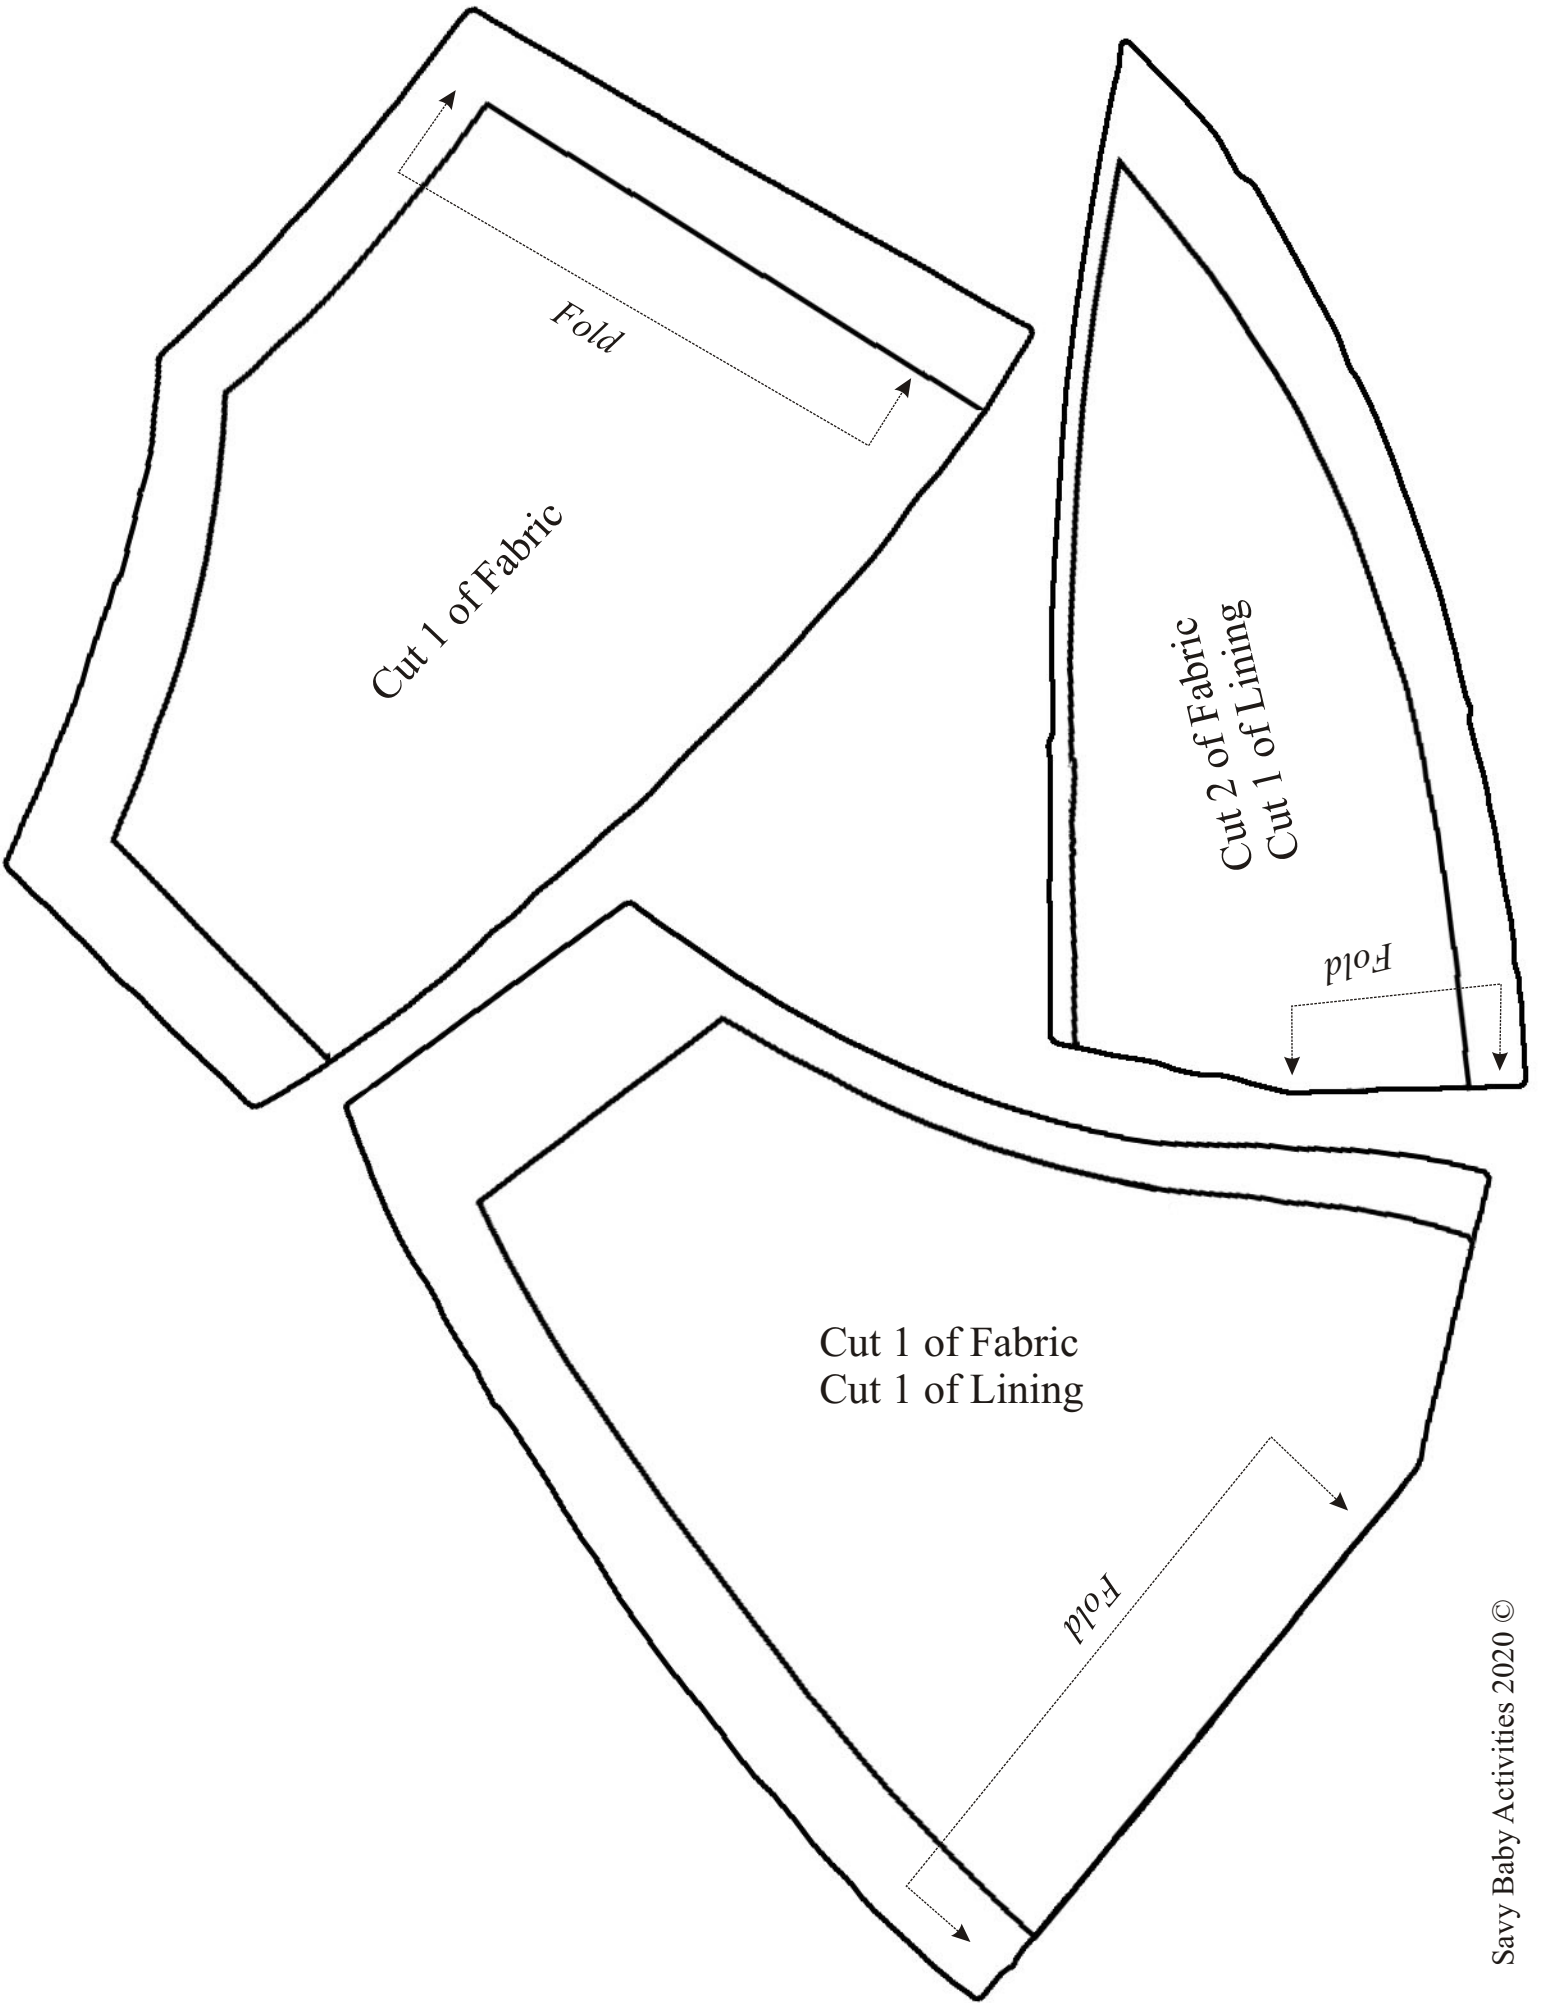 Fold
Cut 1 of Fabric
Cut 2 of Fabric
Cut 1 of Lining
Fold
Cut 1 of Fabric
Cut 1 of Lining
Fold
Savy Baby Activities 2020 ©